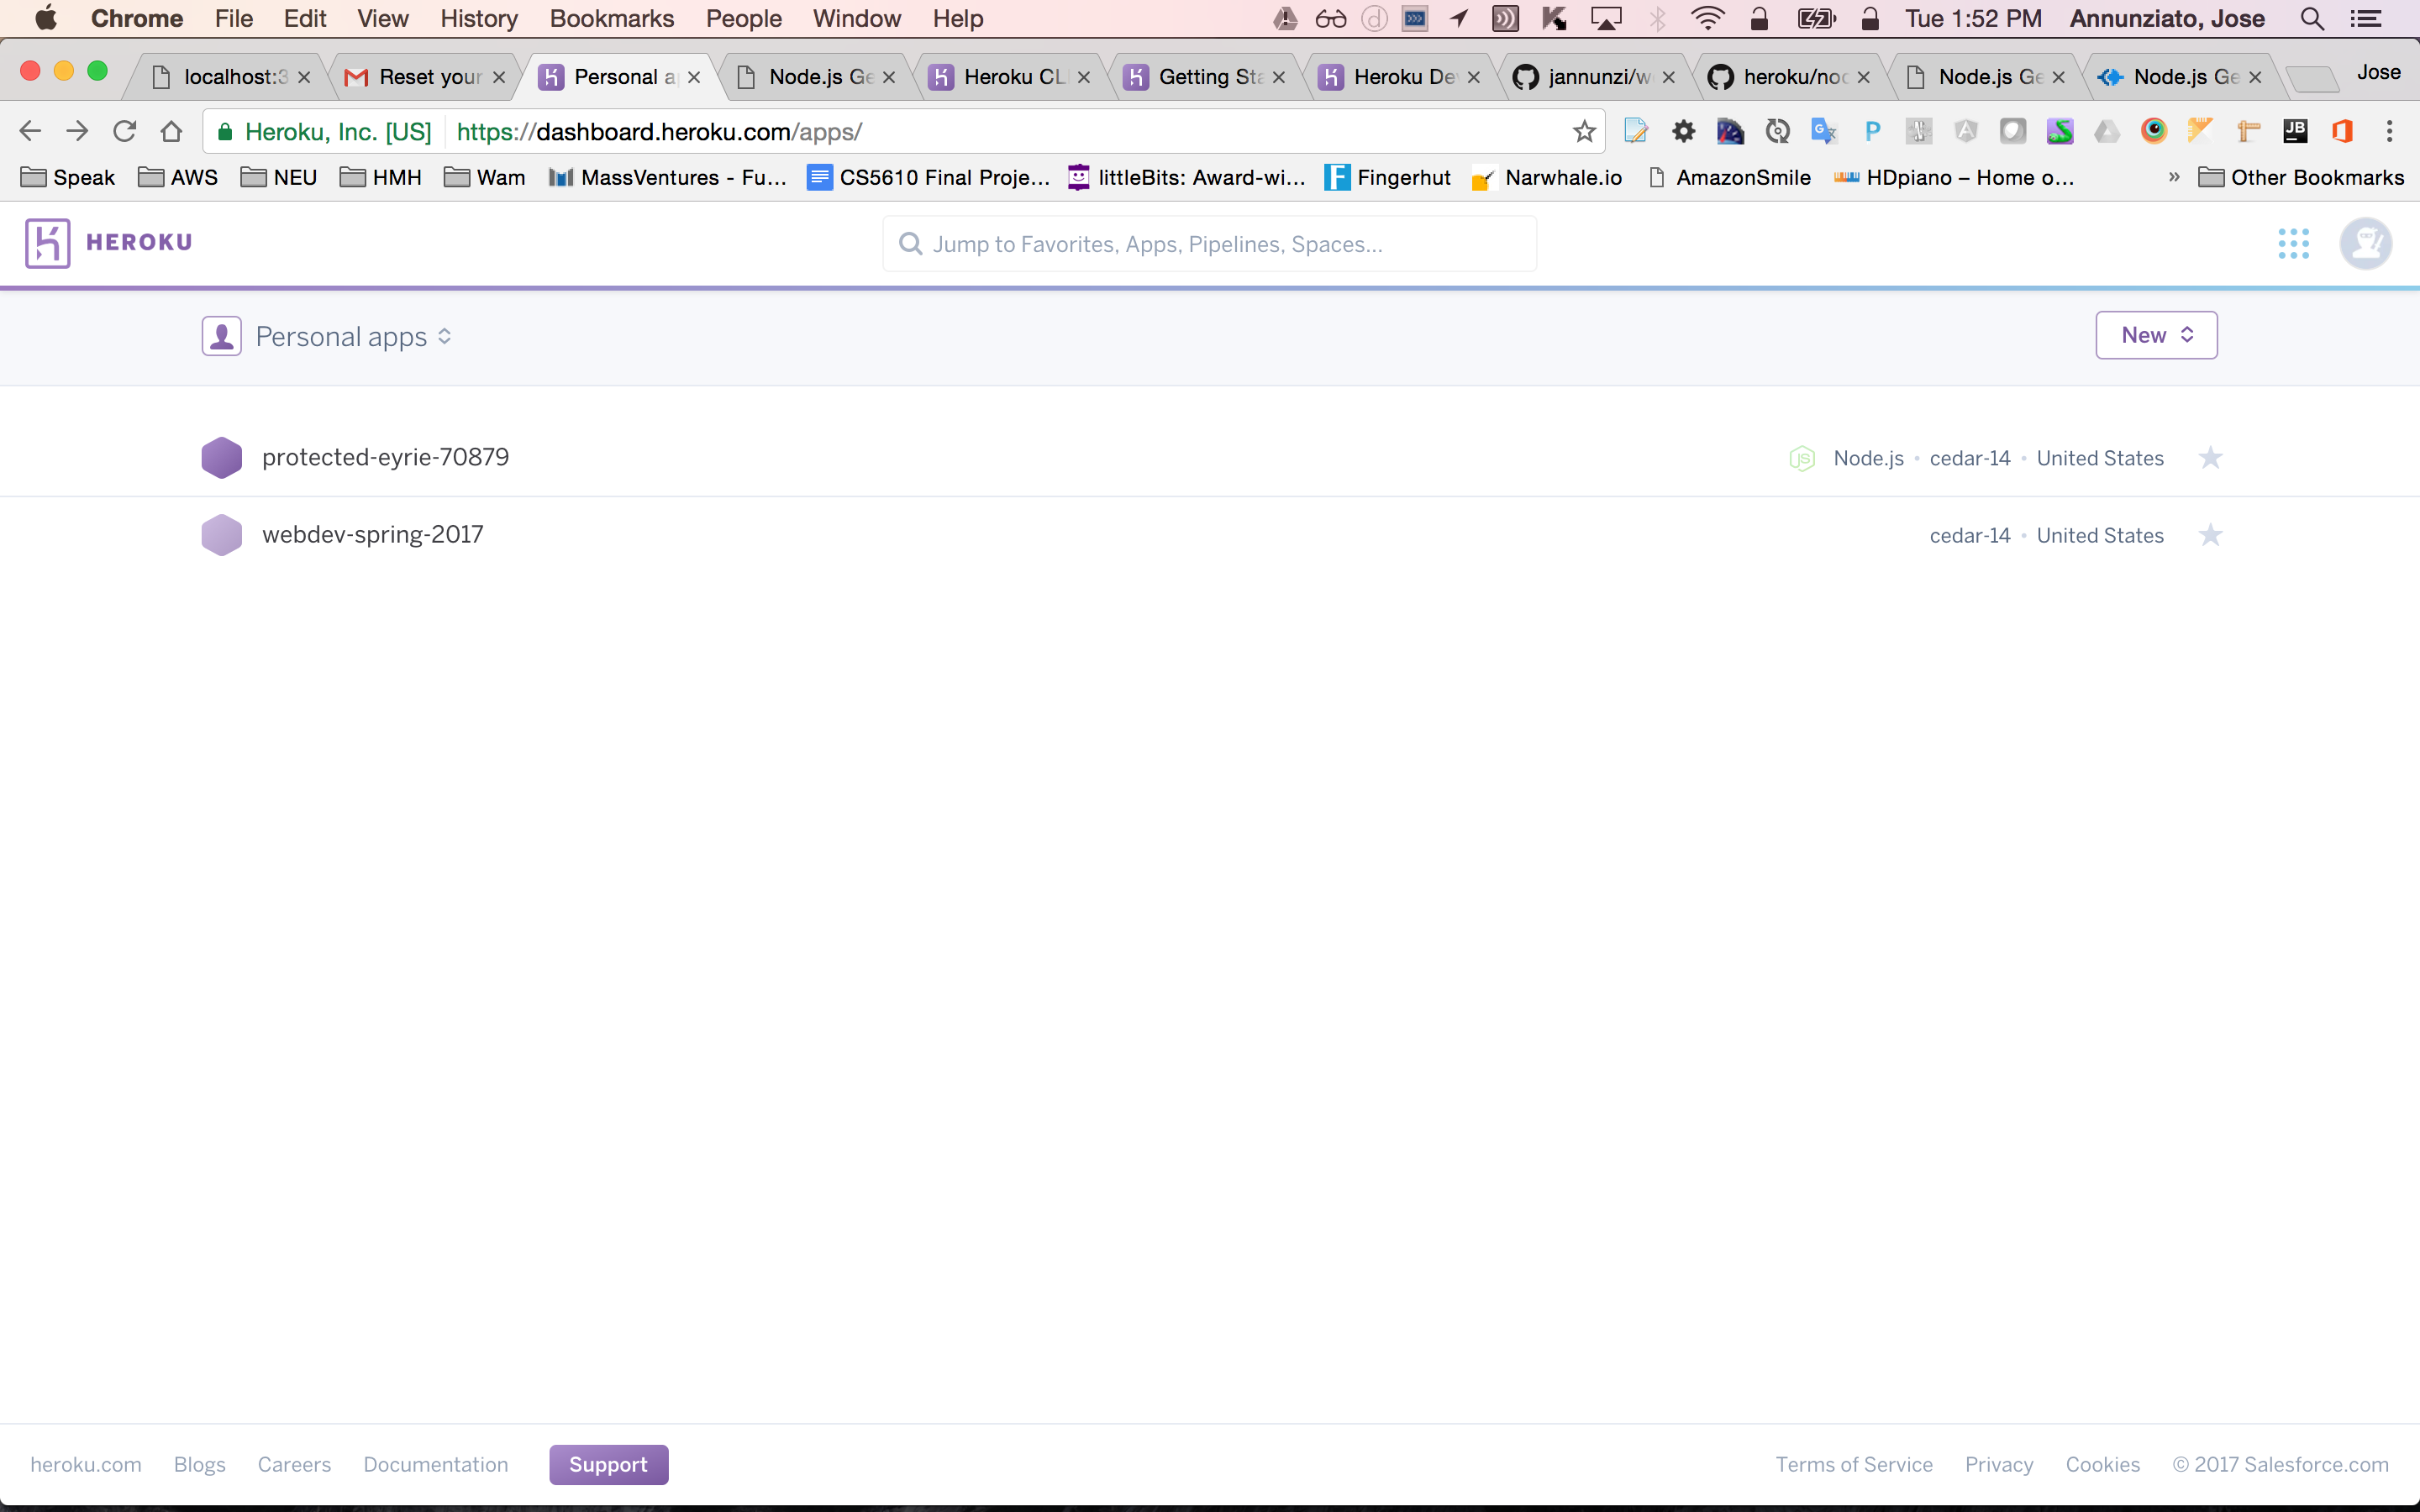 Chrome File Edit View History Bookmarks People Window Help Tue 1:52 PM Annunziato, Jose
localhost:3 Reset your Personal a Node.js Ge Heroku CLI Getting Sta Heroku De jannunzi/w heroku/noc Node.js Ge Node.js Ge Jose
Heroku, Inc. [US] https://dashboard.heroku.com/apps/
Speak AWS NEU HMH Wam MassVentures - Fu... CS5610 Final Proje... littleBits: Award-wi... Fingerhut Narwhale.io AmazonSmile HDpiano – Home o... » Other Bookmarks
HEROKU Jump to Favorites, Apps, Pipelines, Spaces...
Personal apps New
protected-eyrie-70879 Node.js • cedar-14 • United States
webdev-spring-2017 cedar-14 • United States
heroku.com Blogs Careers Documentation Support Terms of Service Privacy Cookies © 2017 Salesforce.com